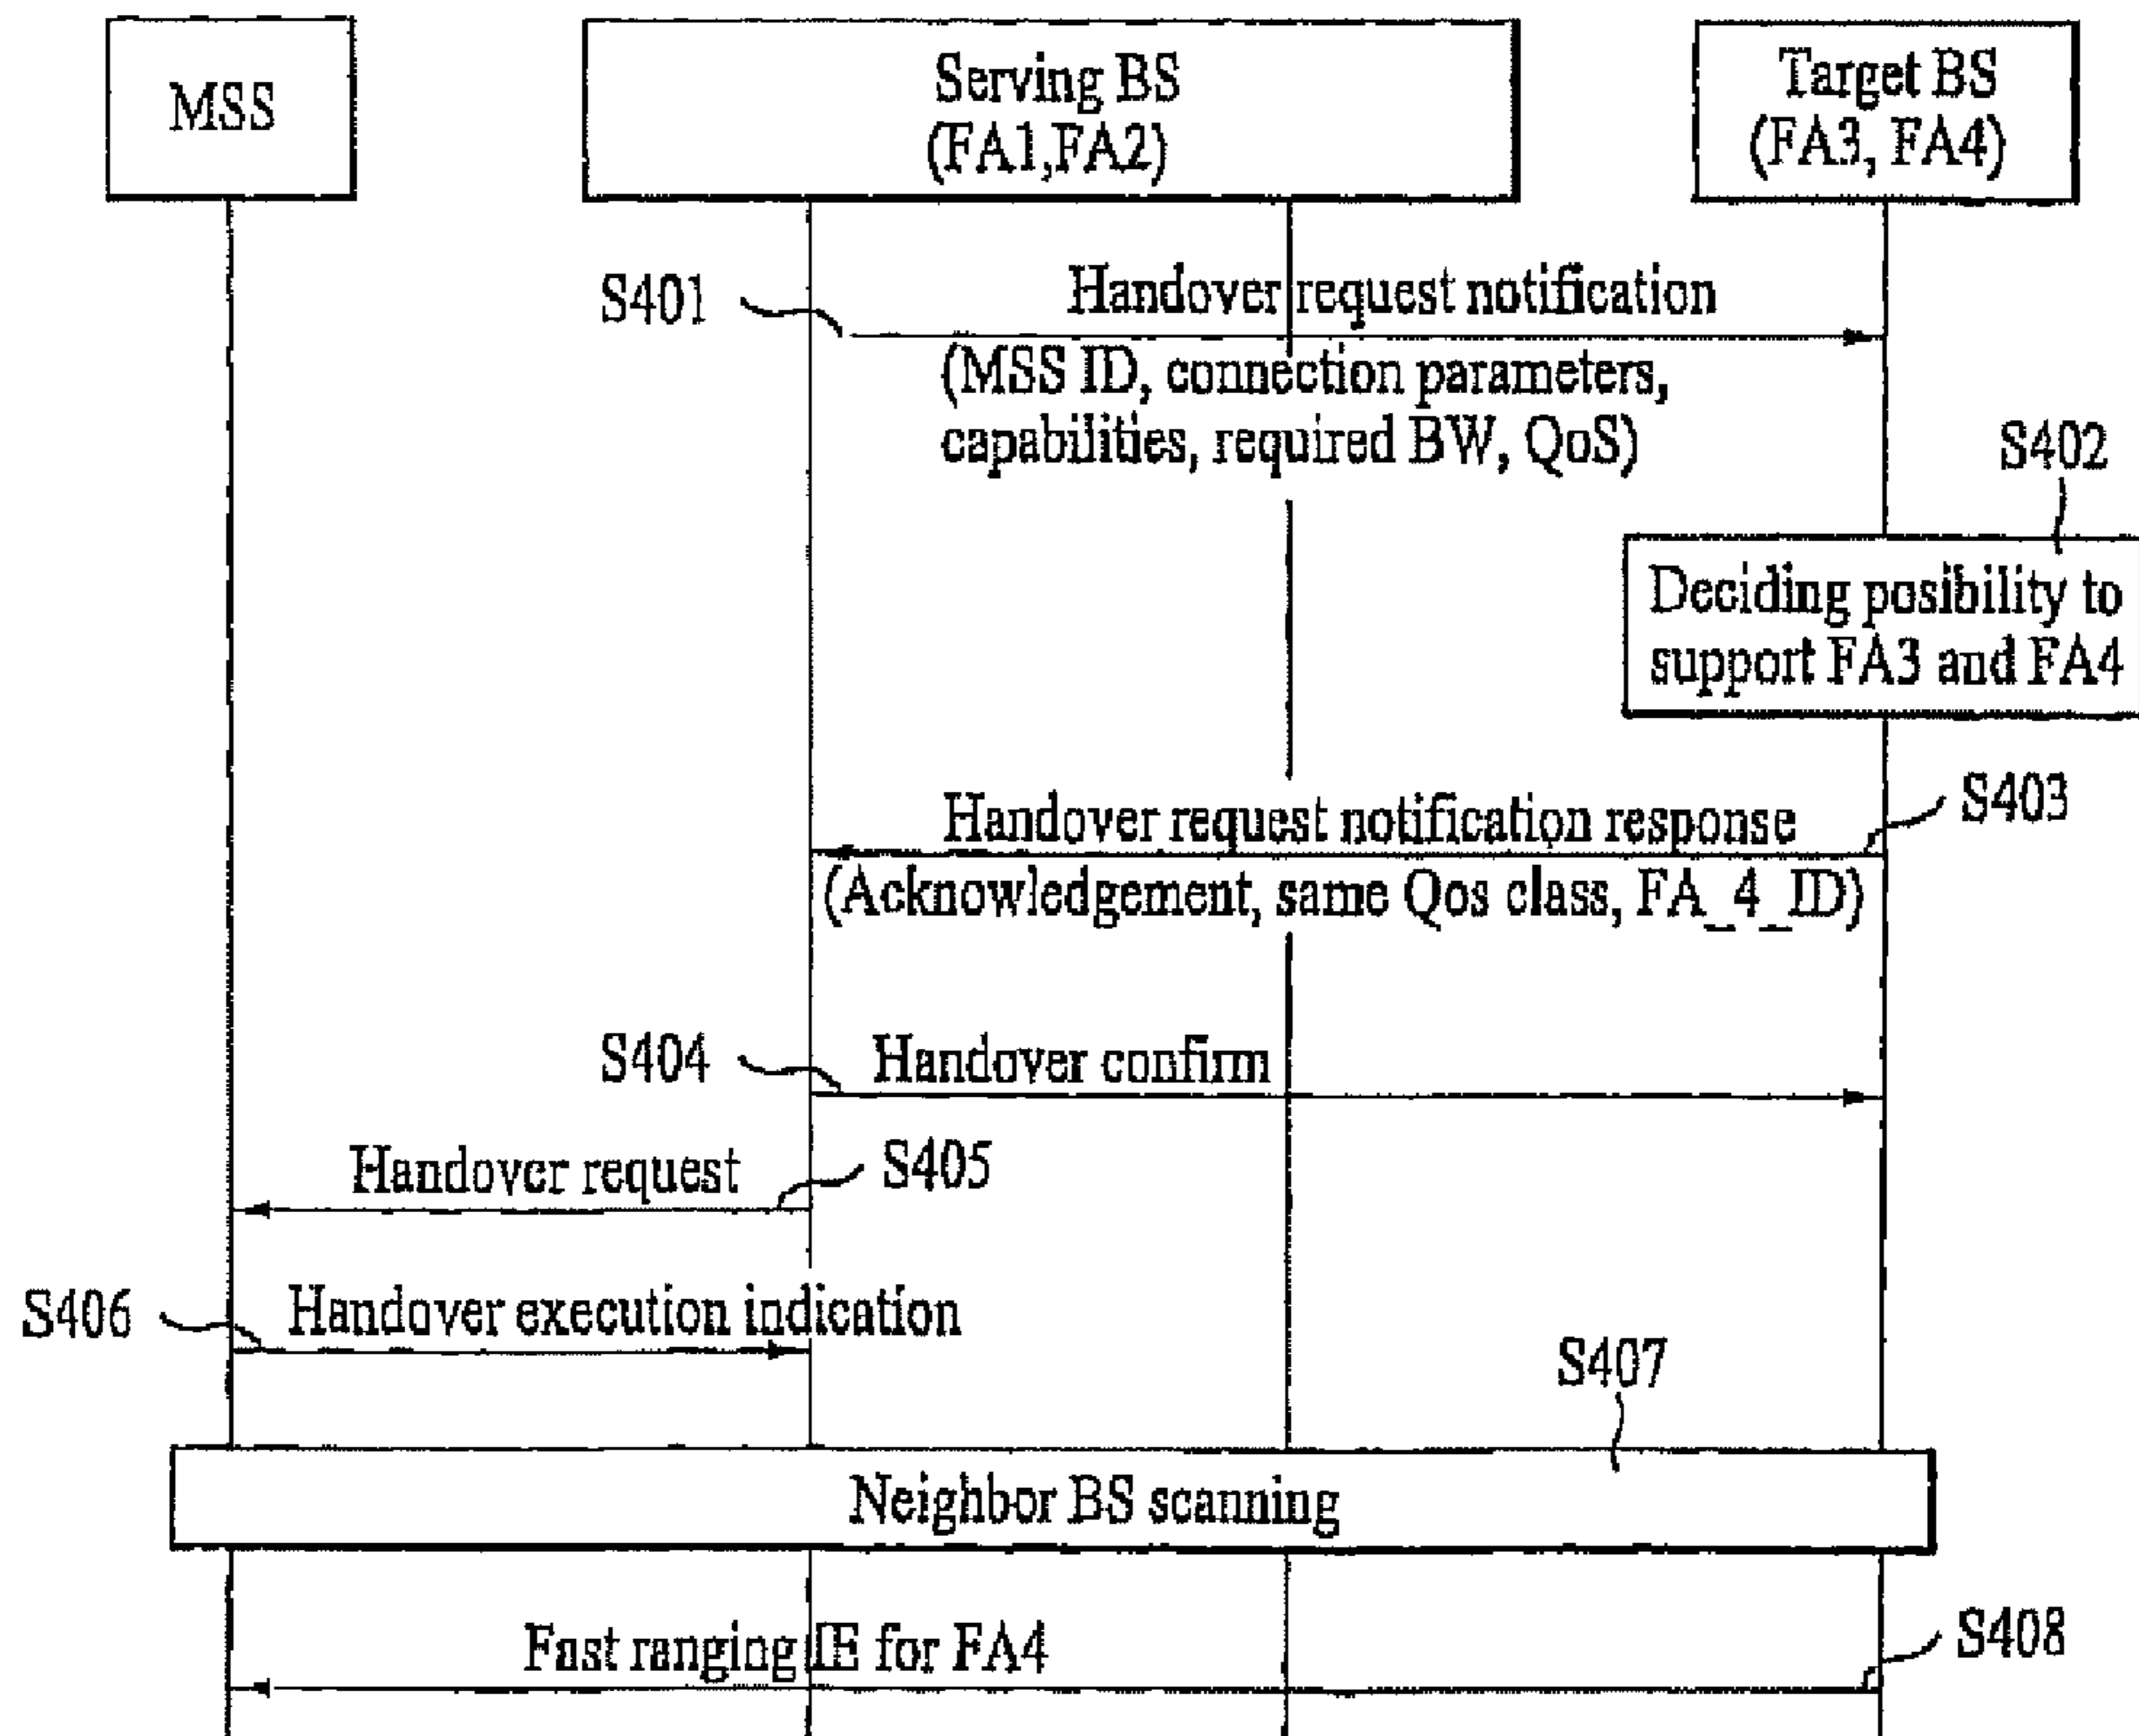 MSS
Serving BS
(FA1,FA2)
Target BS
(FA3, FA4)
S401
Handover request notification
(MSS ID, connection parameters,
capabilities, required BW, QoS)
S402
Deciding posibility to
support FA3 and FA4
S403
Handover request notification response
(Acknowledgement, same Qos class, FA_4_ID)
S404
Handover confirm
Handover request
S405
S406
Handover execution indication
S407
Neighbor BS scanning
Fast ranging IE for FA4
S408